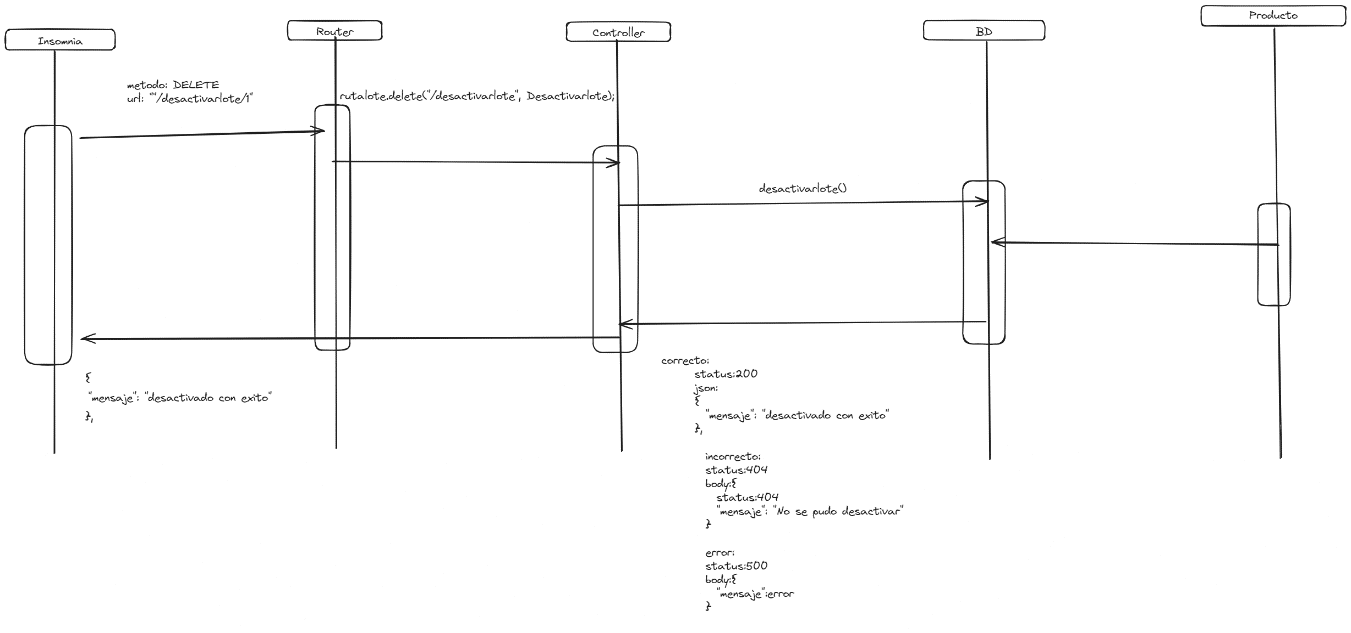 Insomnia
Router
Controller
BD
Producto
metodo: DELETE
url: ""/desactivarlote/1"
rutalote.delete("/desactivarlote", Desactivarlote);
desactivarlote()
{
"mensaje": "desactivado con exito"
},
correcto:
status:200
json:
{
"mensaje": "desactivado con exito"
},
incorrecto:
status:404
body:{
status:404
"mensaje": "No se pudo desactivar"
}
error:
status:500
body:{
"mensaje":error
}